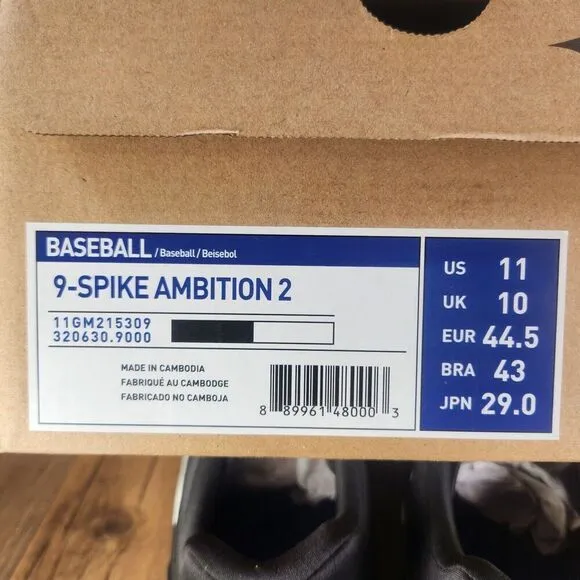 BASEBALL / Baseball / Beisebol
9-SPIKE AMBITION 2
11GM215309
320630.9000
MADE IN CAMBODIA
FABRIQUÉ AU CAMBODGE
FABRICADO NO CAMBOJA
8 89961 48000 3
US 11
UK 10
EUR 44.5
BRA 43
JPN 29.0